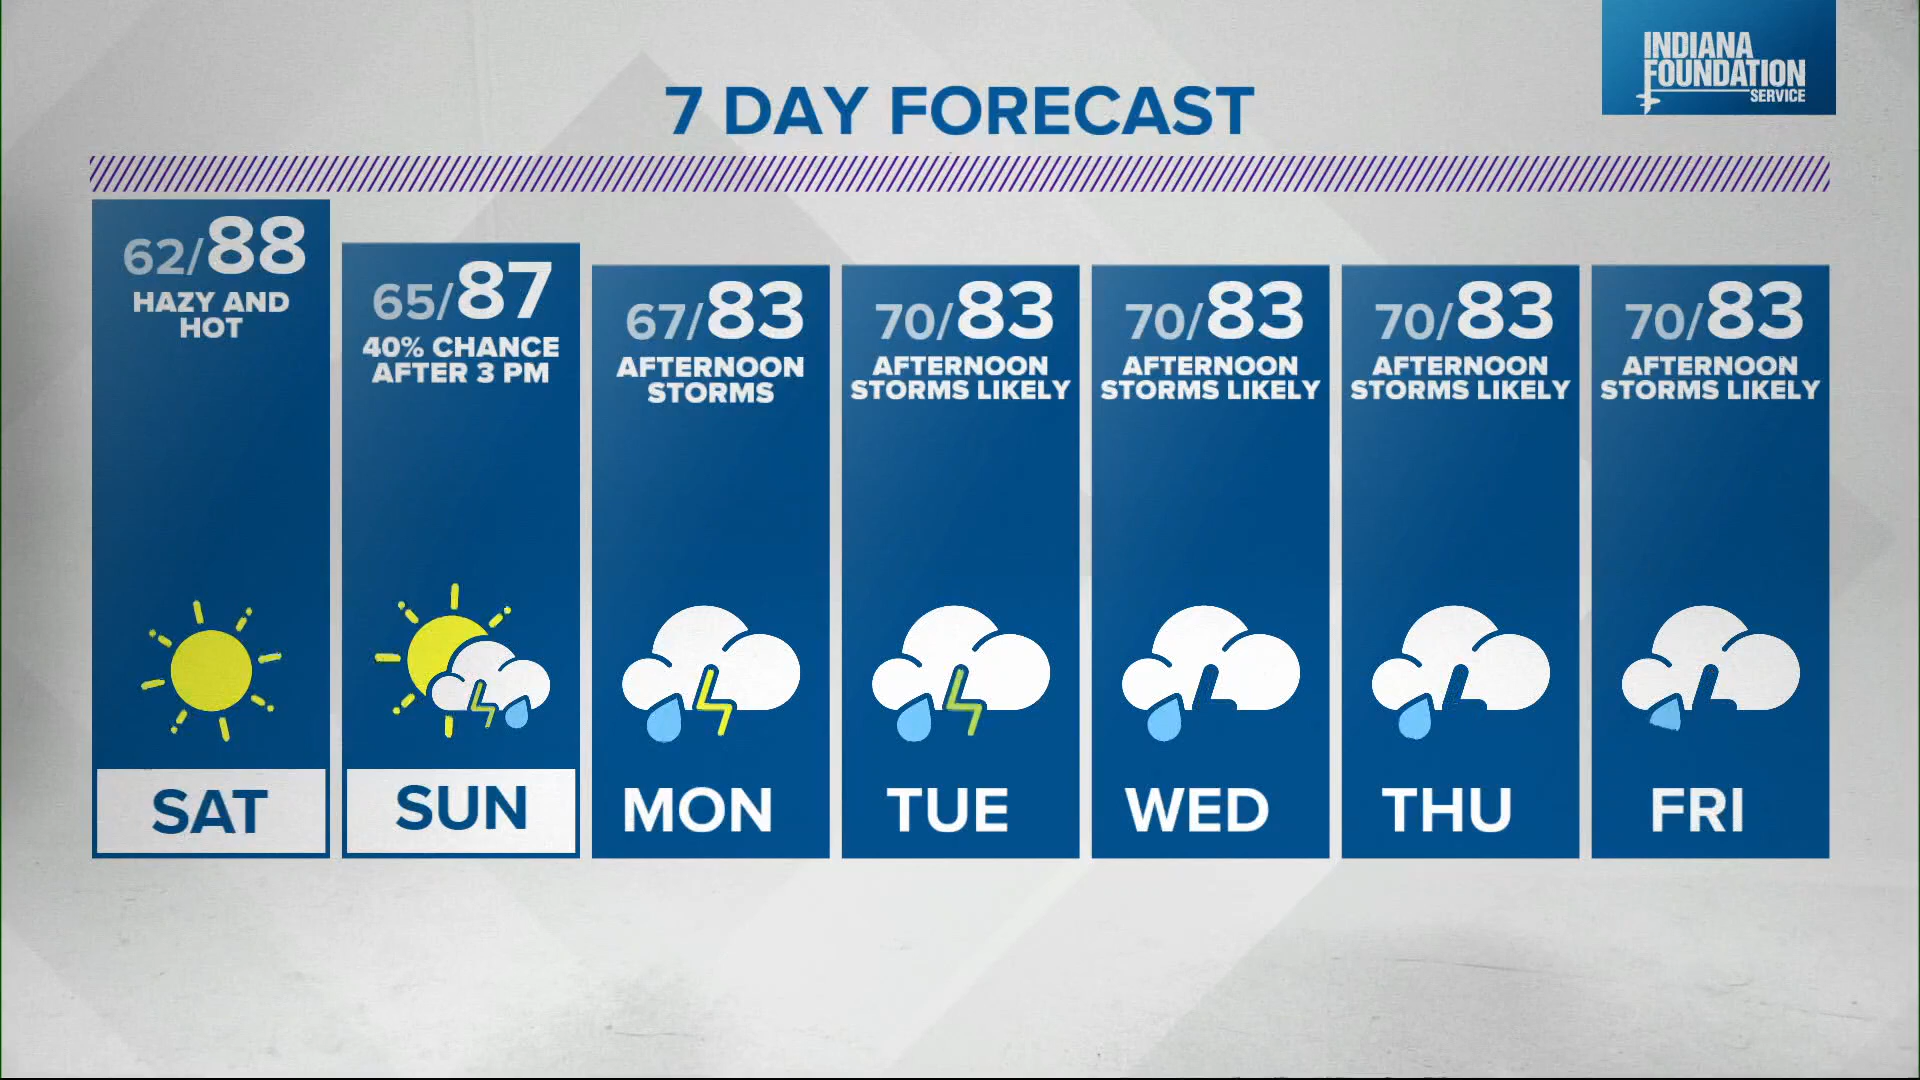 INDIANA
FOUNDATION
SERVICE
7 DAY FORECAST
62/88
HAZY AND
HOT
SAT
65/87
40% CHANCE
AFTER 3 PM
SUN
67/83
AFTERNOON
STORMS
MON
70/83
AFTERNOON
STORMS LIKELY
TUE
70/83
AFTERNOON
STORMS LIKELY
WED
70/83
AFTERNOON
STORMS LIKELY
THU
70/83
AFTERNOON
STORMS LIKELY
FRI